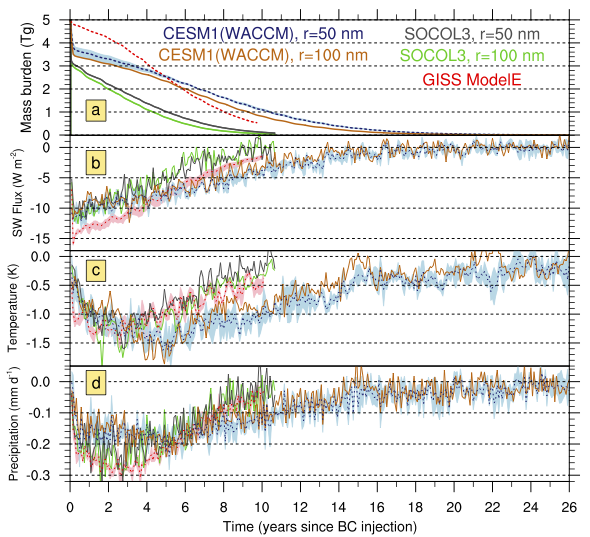 CESM1(WACCM), r=50 nm
SOCOL3, r=50 nm
CESM1(WACCM), r=100 nm
SOCOL3, r=100 nm
GISS ModelE
Mass burden (Tg)
5
4
3
2
1
0
a
SW Flux (W m-2)
0
-5
-10
-15
b
Temperature (K)
0.0
-0.5
-1.0
-1.5
c
Precipitation (mm d-1)
0.0
-0.1
-0.2
-0.3
d
0 2 4 6 8 10 12 14 16 18 20 22 24 26
Time (years since BC injection)